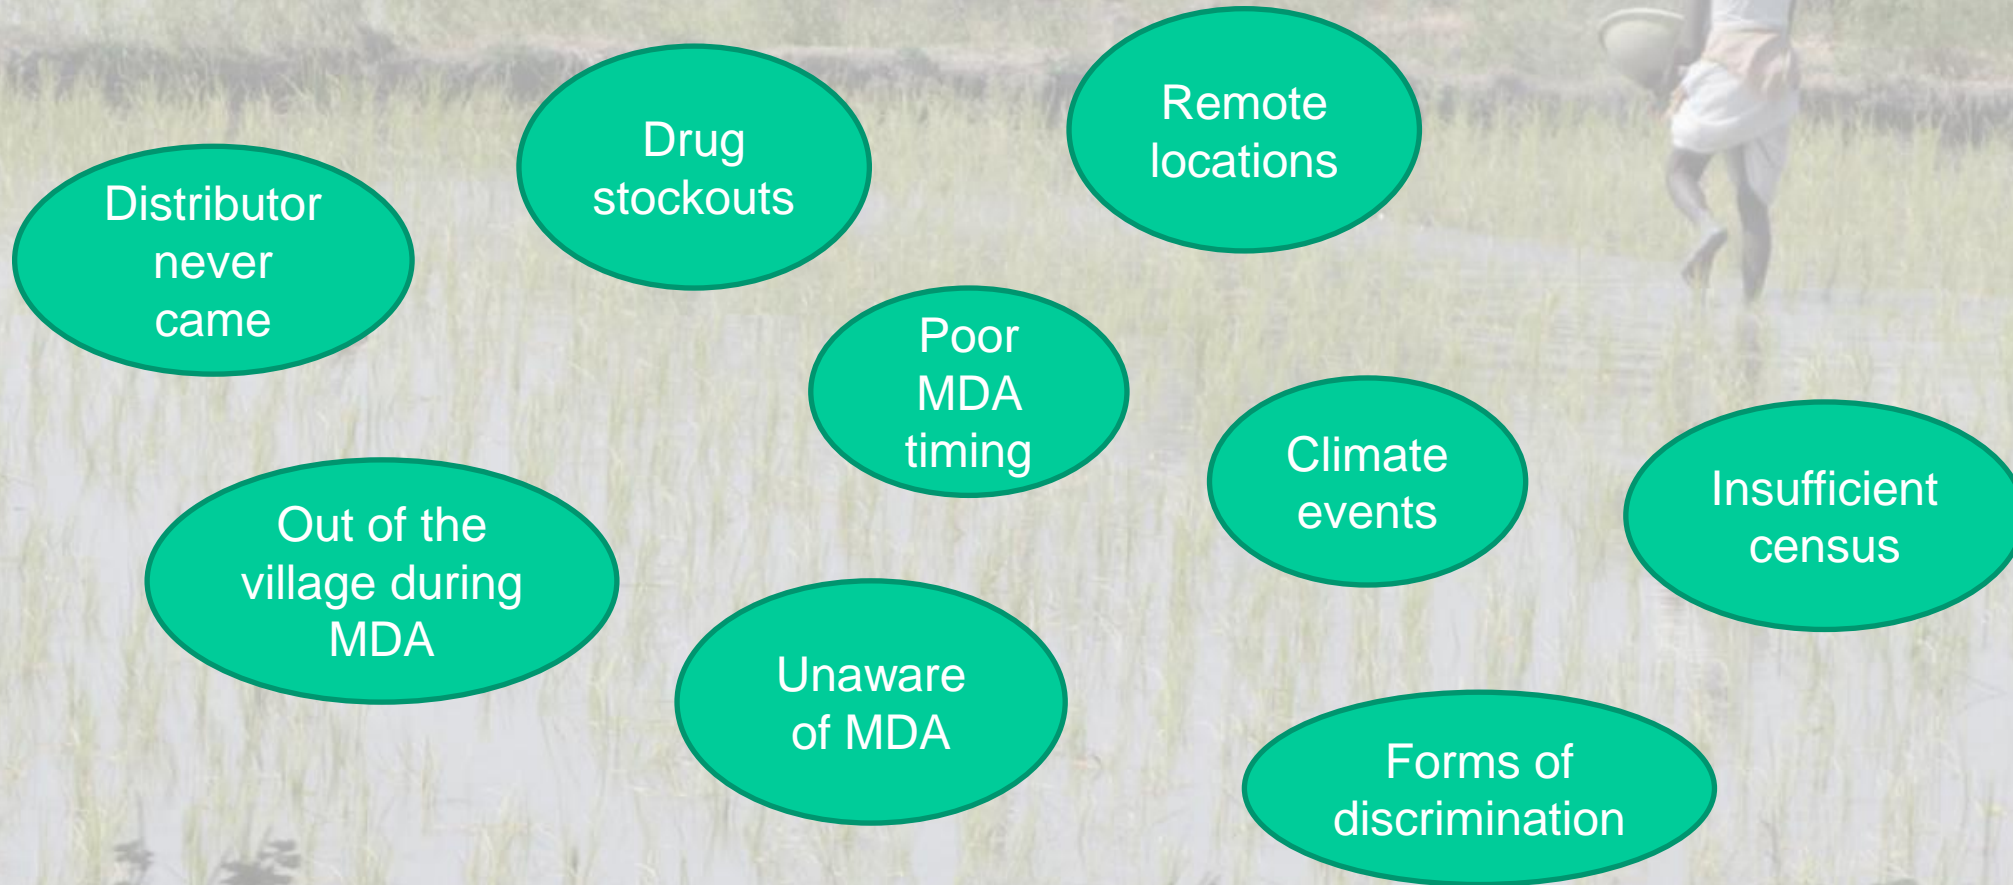 Remote
locations
Drug
stockouts
Distributor
never
came
Poor
MDA
timing
Climate
events
Insufficient
census
Out of the
village during
MDA
Unaware
of MDA
Forms of
discrimination